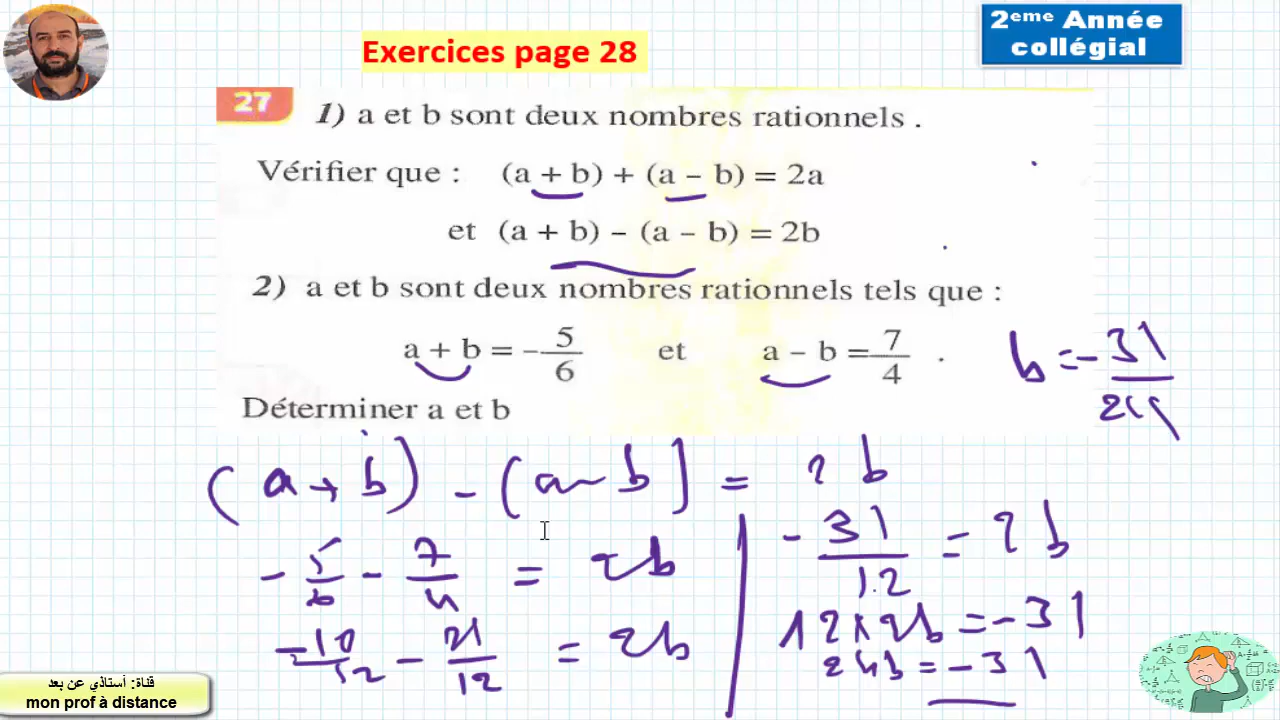 2eme Année
collégial
Exercices page 28
27 1) a et b sont deux nombres rationnels .
Vérifier que : (a + b) + (a – b) = 2a
et (a + b) – (a – b) = 2b
2) a et b sont deux nombres rationnels tels que :
a + b = – 5/6 et a – b = 7/4 .
Déterminer a et b
b = - 31/24
(a + b) - (a - b) = 2b
- 5/6 - 7/4 = 2b
-10/12 - 21/12 = 2b
- 31/12 = 2b
12 × 2b = - 31
24b = - 31
قناة: أستاذي عن بعد
mon prof à distance